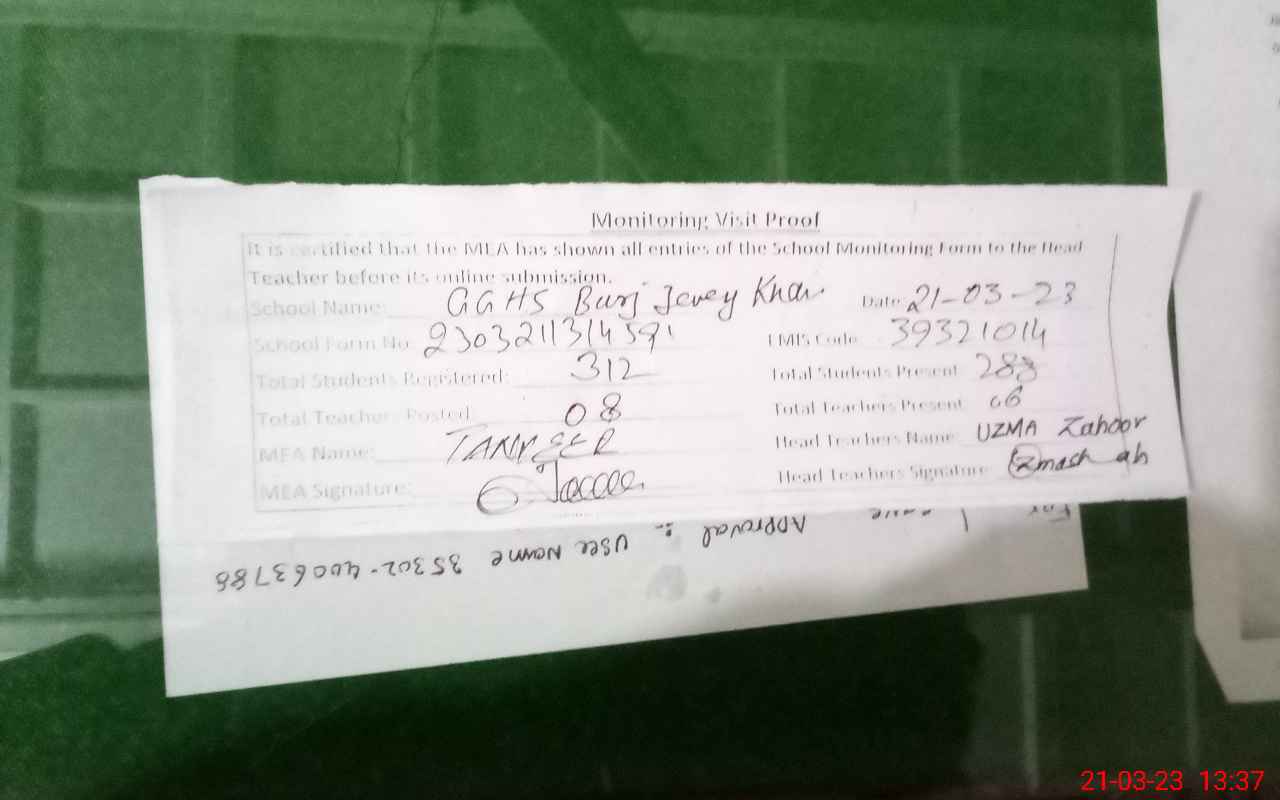 Monitoring Visit Proof
It is certified that the MEA has shown all entries of the School Monitoring Form to the Head
Teacher before its online submission.
School Name: GGHS Burj Jevey Khan Date 21-03-23
School Form No 2303211314591 EMIS Code 39321014
Total Students Registered: 312 Total Students Present 288
Total Teachers Posted: 08 Total Teachers Present 06
MEA Name: TANVEER Head Teachers Name UZMA Zahoor
MEA Signature: Head Teachers Signature
For Approval :- User Name 35302-40063788
21-03-23 13:37